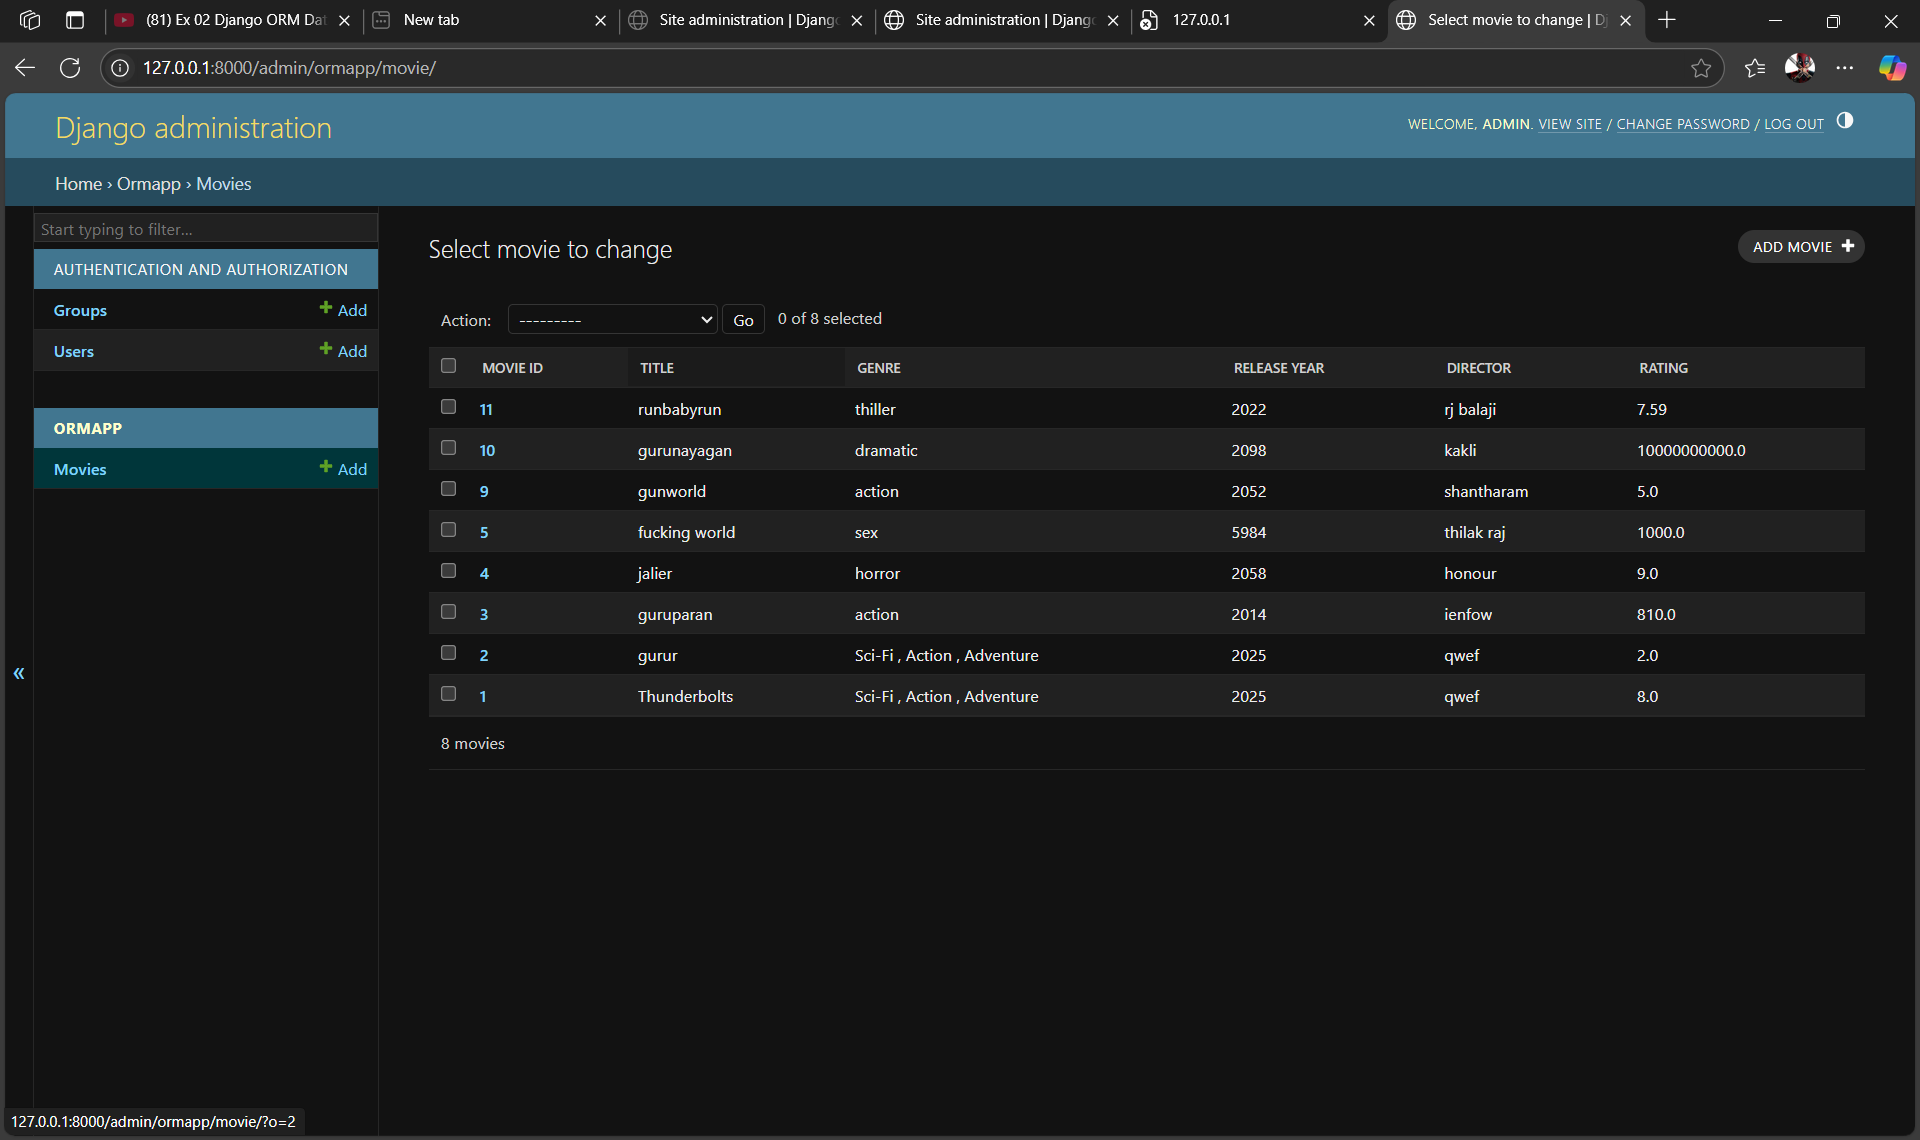 (81) Ex 02 Django ORM Dat
New tab
Site administration | Django
Site administration | Django
127.0.0.1
Select movie to change | Dj
127.0.0.1:8000/admin/ormapp/movie/
Django administration
WELCOME, ADMIN. VIEW SITE / CHANGE PASSWORD / LOG OUT
Home › Ormapp › Movies
Start typing to filter...
AUTHENTICATION AND AUTHORIZATION
Groups Add
Users Add
ORMAPP
Movies Add
«
Select movie to change
ADD MOVIE
Action: --------- Go 0 of 8 selected
MOVIE ID TITLE GENRE RELEASE YEAR DIRECTOR RATING
11 runbabyrun thiller 2022 rj balaji 7.59
10 gurunayagan dramatic 2098 kakli 10000000000.0
9 gunworld action 2052 shantharam 5.0
5 fucking world sex 5984 thilak raj 1000.0
4 jalier horror 2058 honour 9.0
3 guruparan action 2014 ienfow 810.0
2 gurur Sci-Fi , Action , Adventure 2025 qwef 2.0
1 Thunderbolts Sci-Fi , Action , Adventure 2025 qwef 8.0
8 movies
127.0.0.1:8000/admin/ormapp/movie/?o=2